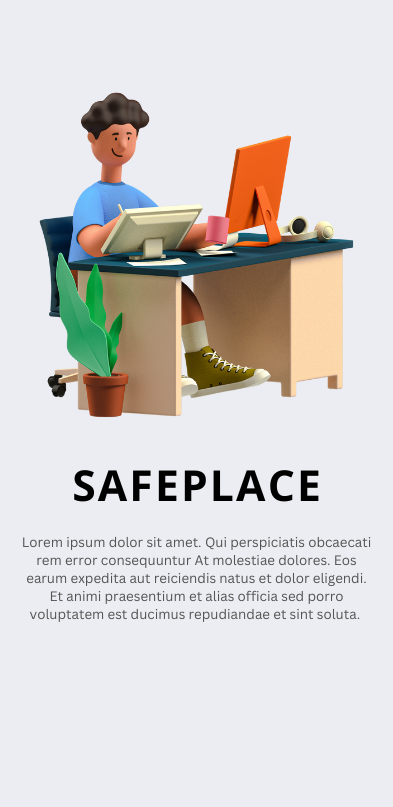 SAFEPLACE
Lorem ipsum dolor sit amet. Qui perspiciatis obcaecati
rem error consequuntur At molestiae dolores. Eos
earum expedita aut reiciendis natus et dolor eligendi.
Et animi praesentium et alias officia sed porro
voluptatem est ducimus repudiandae et sint soluta.